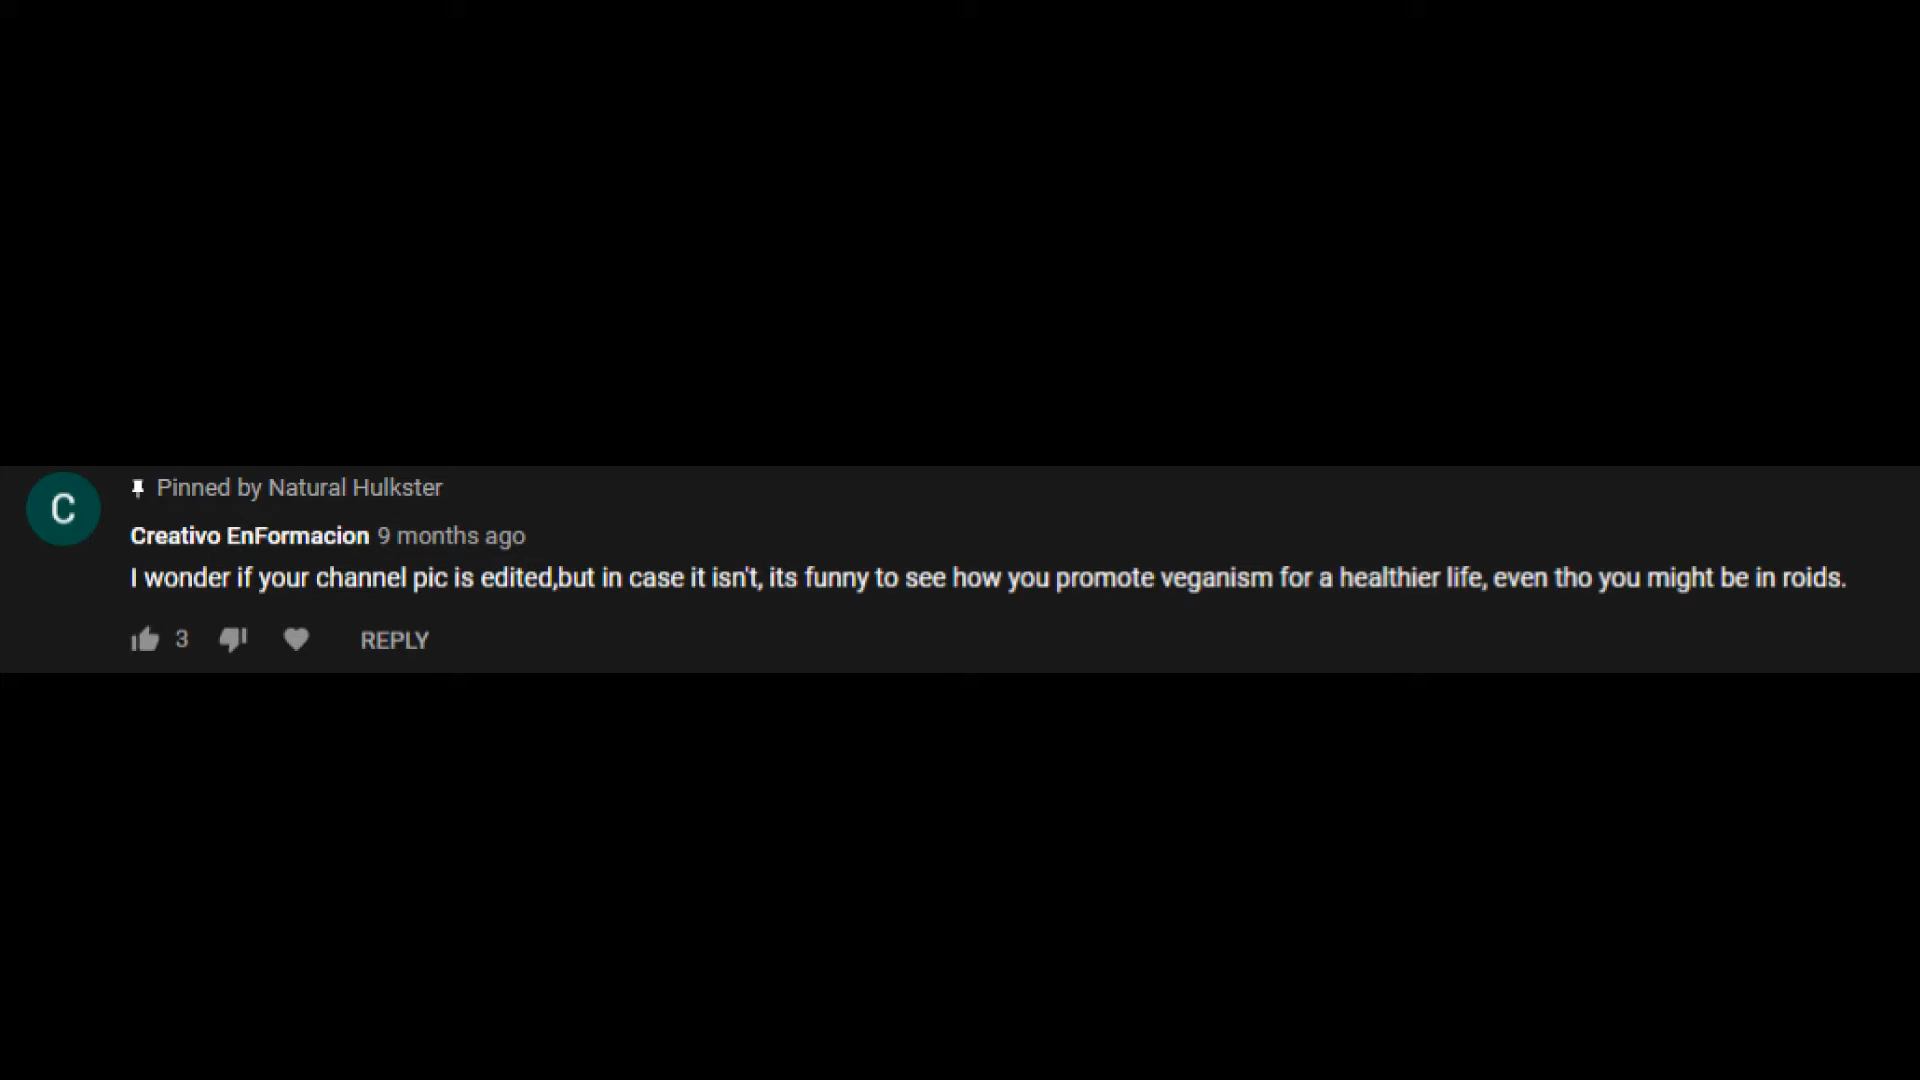 C
Pinned by Natural Hulkster
Creativo EnFormacion 9 months ago
I wonder if your channel pic is edited,but in case it isn't, its funny to see how you promote veganism for a healthier life, even tho you might be in roids.
3 REPLY